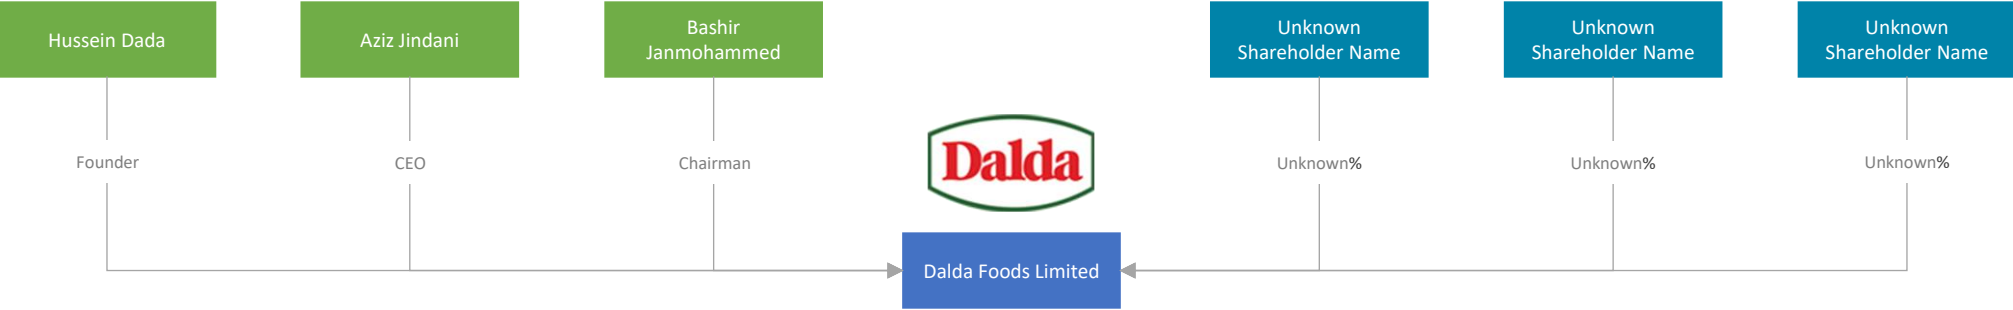 Hussein Dada
Aziz Jindani
Bashir
Janmohammed
Unknown
Shareholder Name
Unknown
Shareholder Name
Unknown
Shareholder Name
Founder
CEO
Chairman
Dalda
Unknown%
Unknown%
Unknown%
Dalda Foods Limited